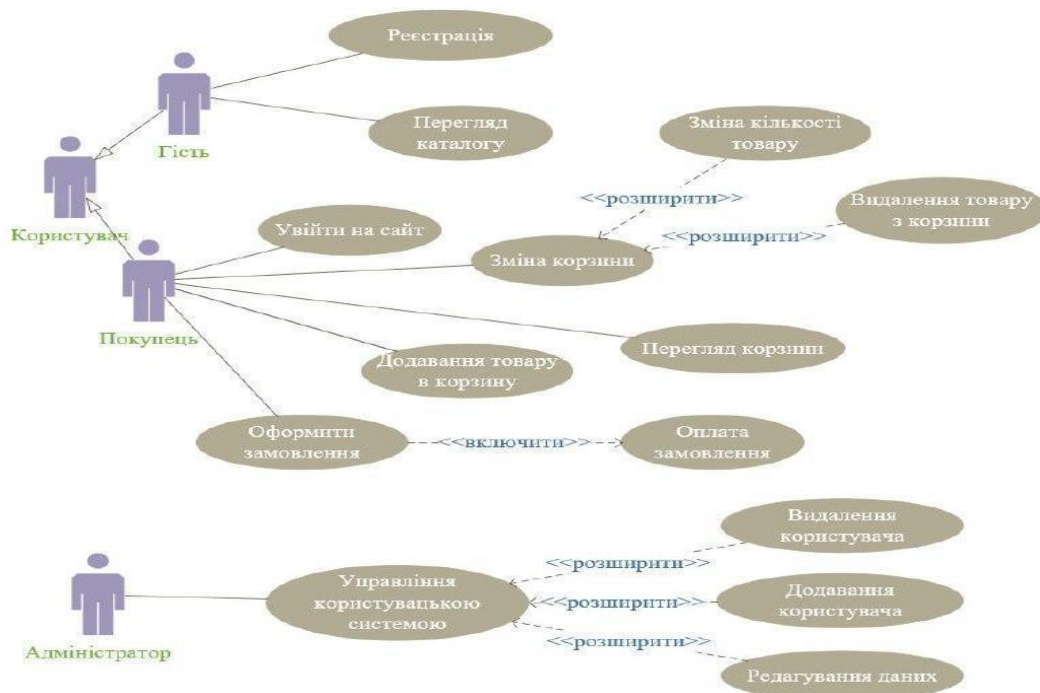 Реєстрація
Перегляд
каталогу
Зміна кількості
товару
Гість
<<розширити>>
Видалення товару
з корзини
Користувач
Увійти на сайт
<<розширити>>
Зміна корзини
Покупець
Додавання товару
в корзину
Перегляд корзини
Оформити
замовлення
<<включити>>
Оплата
замовлення
Видалення
користувача
<<розширити>>
Управління
користувацькою
системою
<<розширити>>
Додавання
користувача
<<розширити>>
Адміністратор
Редагування даних